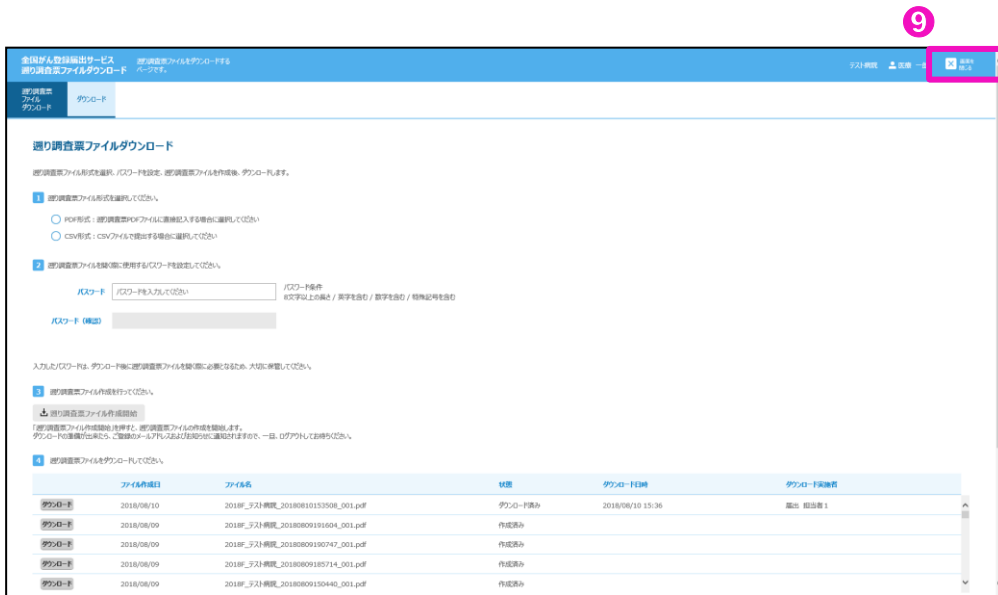 9
全国がん登録届出サービス
遡り調査票ファイルダウンロード
遡り調査票ファイルをダウンロードする
ページです。
テスト病院 医療 一
画面を
閉じる
遡り調査票
ファイル
ダウンロード
ダウンロード
遡り調査票ファイルダウンロード
遡り調査票ファイル形式を選択、パスワードを設定、遡り調査票ファイルを作成後、ダウンロードします。
1 遡り調査票ファイル形式を選択してください。
PDF形式：遡り調査票PDFファイルに直接記入する場合に選択してください
CSV形式：CSVファイルで提出する場合に選択してください
2 遡り調査票ファイルを開く際に使用するパスワードを設定してください。
パスワード パスワードを入力してください
パスワード条件
8文字以上の長さ / 英字を含む / 数字を含む / 特殊記号を含む
パスワード（確認）
入力したパスワードは、ダウンロード後に遡り調査票ファイルを開く際に必要となるため、大切に保管してください。
3 遡り調査票ファイル作成を行ってください。
遡り調査票ファイル作成開始
「遡り調査票ファイル作成開始」を押すと、遡り調査票ファイルの作成を開始します。
ダウンロードの準備が出来たら、ご登録のメールアドレスおよびお知らせに通知されますので、一旦、ログアウトしてお待ちください。
4 遡り調査票ファイルをダウンロードしてください。
ファイル作成日 ファイル名 状態 ダウンロード日時 ダウンロード実施者
ダウンロード 2018/08/10 2018F_テスト病院_20180810153508_001.pdf ダウンロード済み 2018/08/10 15:36 届出 担当者1
ダウンロード 2018/08/09 2018F_テスト病院_20180809191604_001.pdf 作成済み
ダウンロード 2018/08/09 2018F_テスト病院_20180809190747_001.pdf 作成済み
ダウンロード 2018/08/09 2018F_テスト病院_20180809185714_001.pdf 作成済み
ダウンロード 2018/08/09 2018F_テスト病院_20180809150440_001.pdf 作成済み